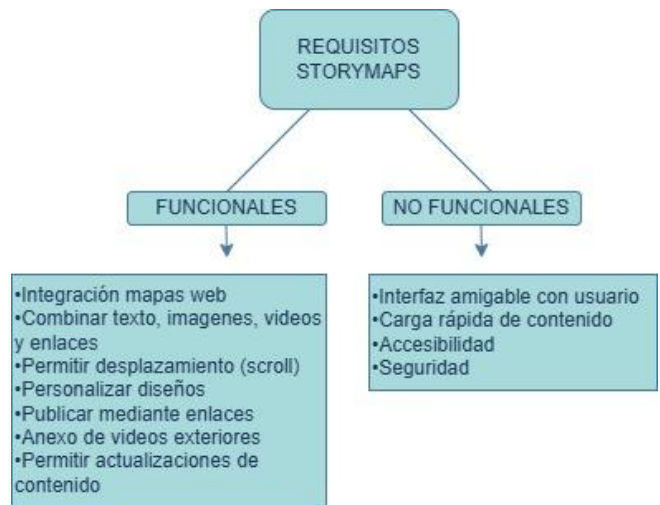 REQUISITOS
STORYMAPS
FUNCIONALES
NO FUNCIONALES
•Integración mapas web
•Combinar texto, imagenes, videos
y enlaces
•Permitir desplazamiento (scroll)
•Personalizar diseños
•Publicar mediante enlaces
•Anexo de videos exteriores
•Permitir actualizaciones de
contenido
•Interfaz amigable con usuario
•Carga rápida de contenido
•Accesibilidad
•Seguridad